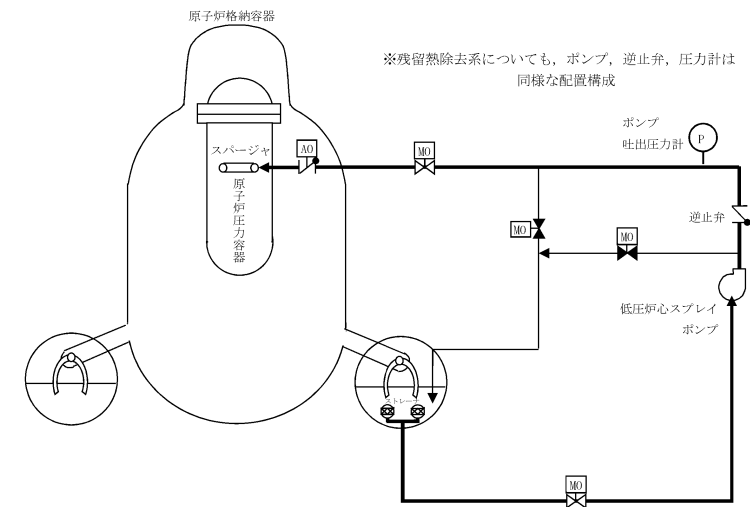 原子炉格納容器
※残留熱除去系についても，ポンプ，逆止弁，圧力計は
同様な配置構成
ポンプ
吐出圧力計
P
スパージャ
AO
MO
原子炉圧力容器
逆止弁
MO
MO
低圧炉心スプレイ
ポンプ
ストレーナ
MO